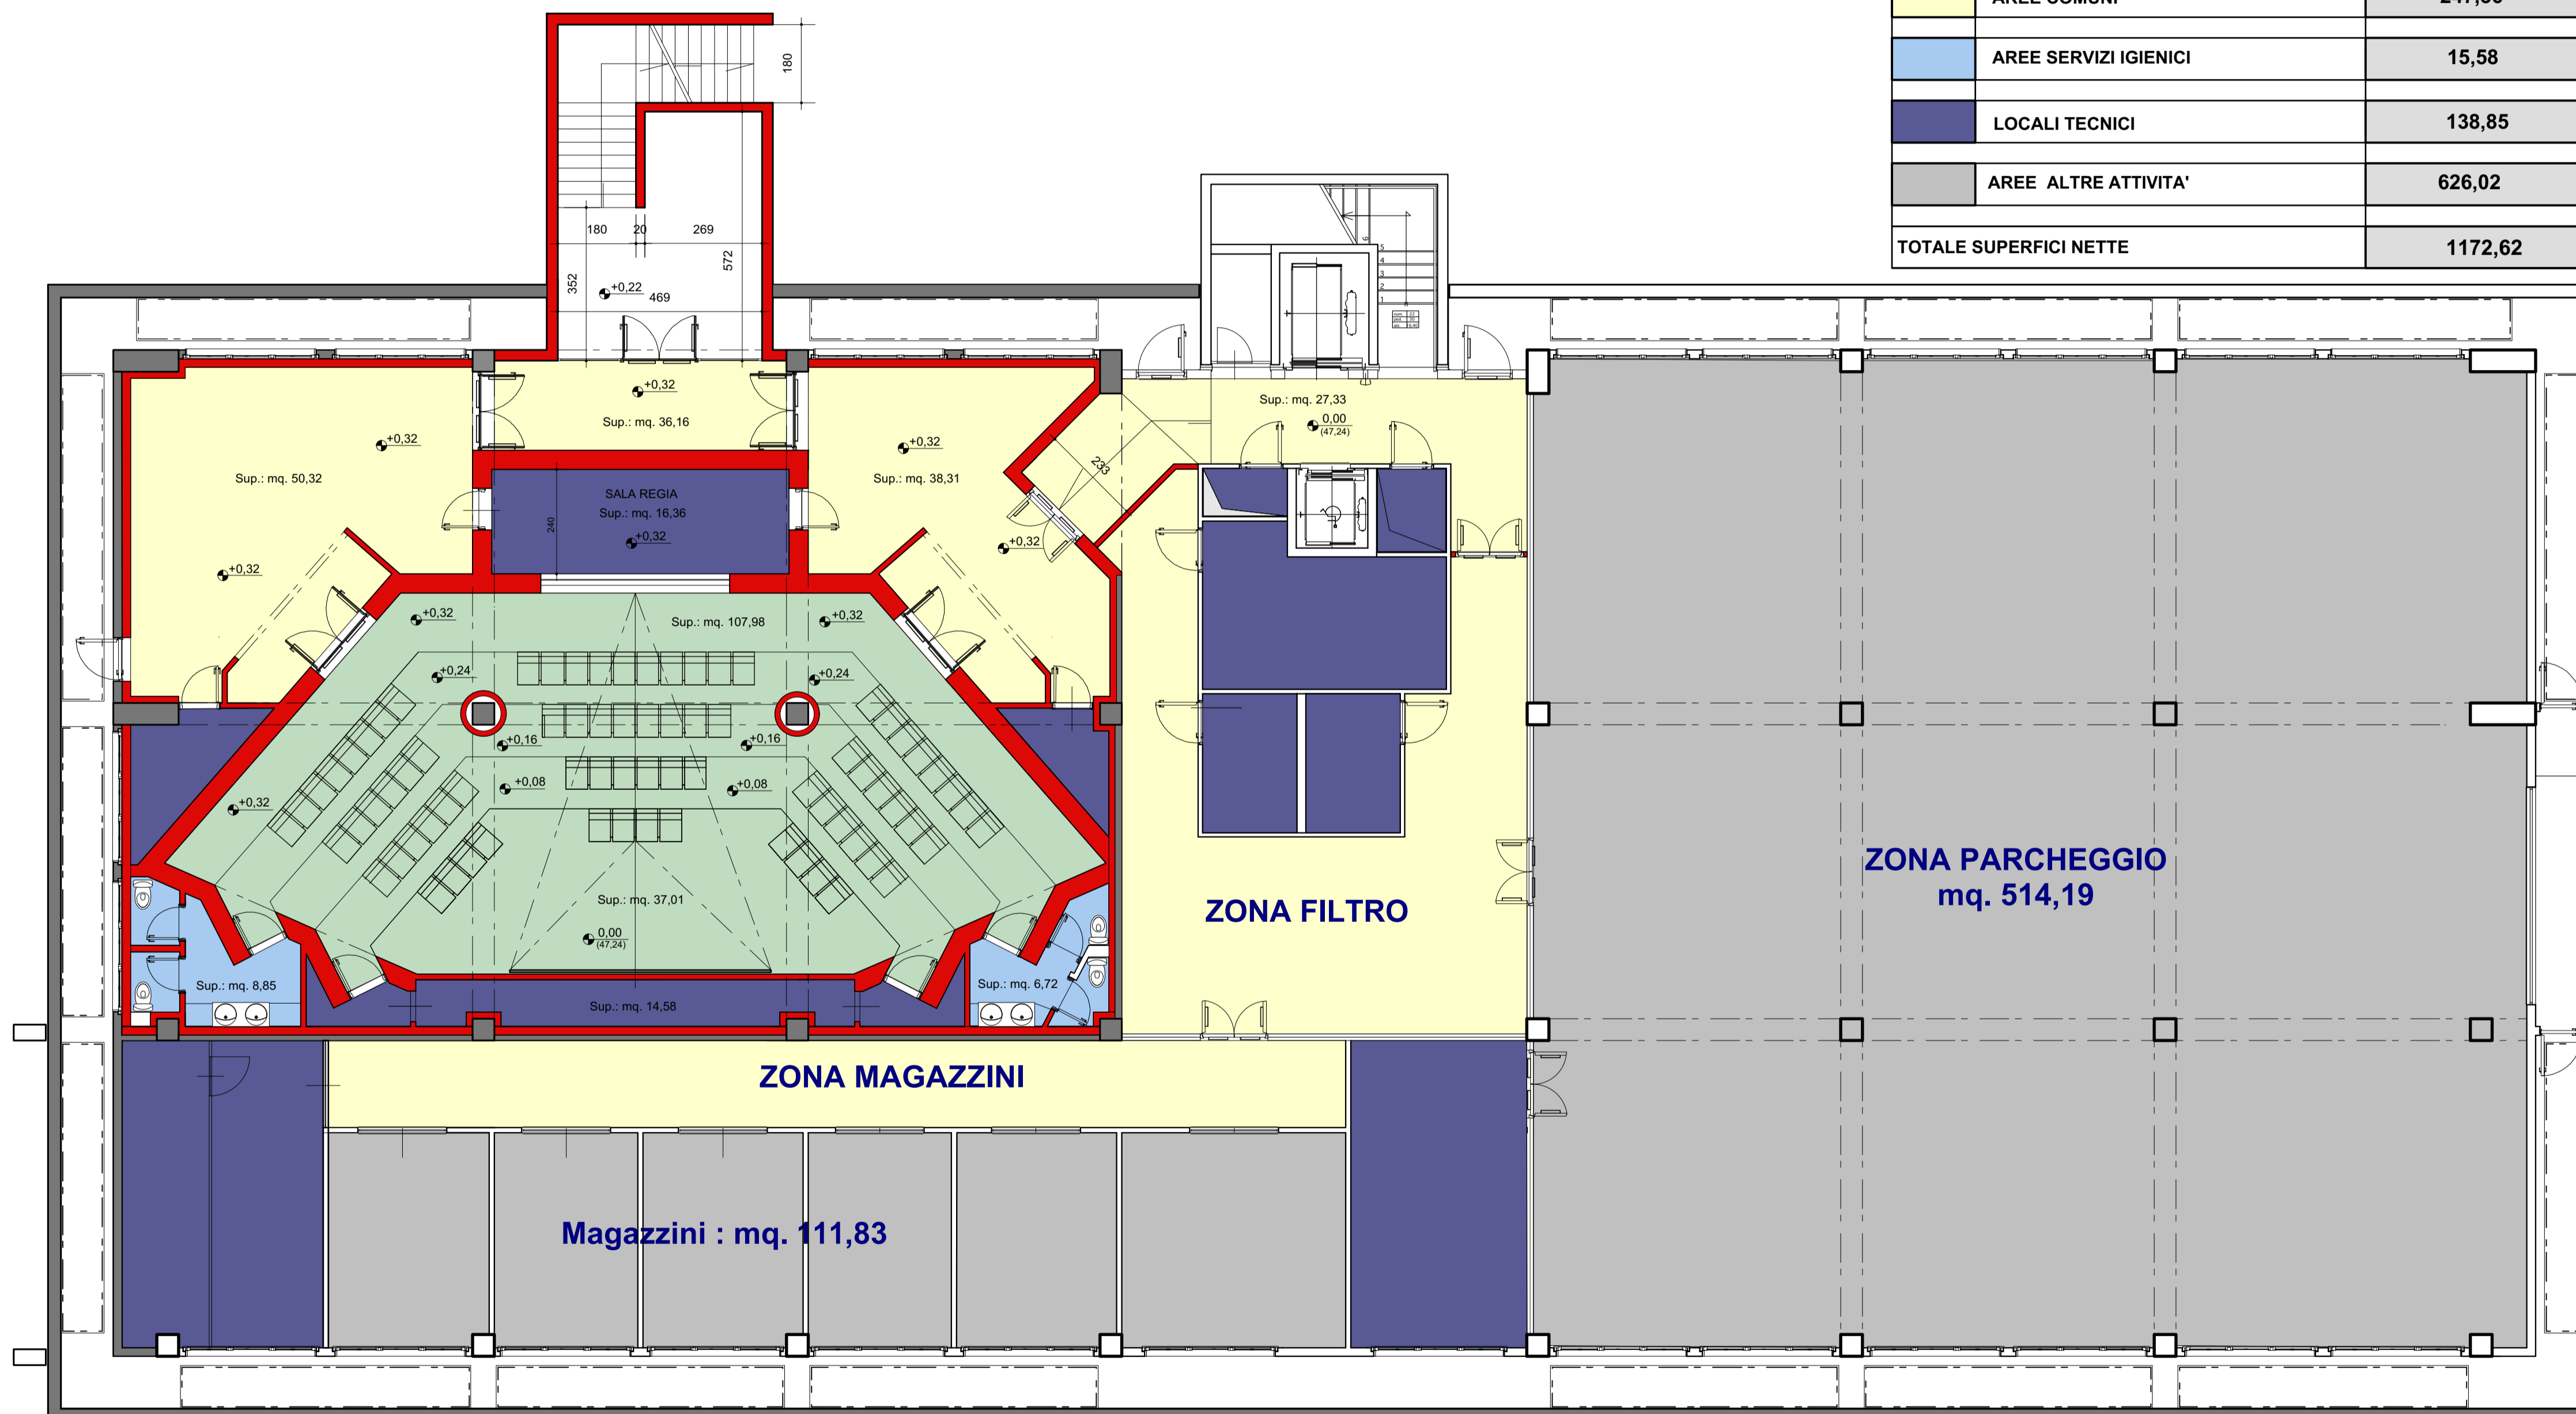 AREE SERVIZI IGIENICI 15,58
LOCALI TECNICI 138,85
AREE ALTRE ATTIVITA' 626,02
TOTALE SUPERFICI NETTE 1172,62
180
180 20 269
572
352
+0,22
469
+0,32
Sup.: mq. 36,16
+0,32
Sup.: mq. 50,32
+0,32
+0,32
Sup.: mq. 38,31
+0,32
233
Sup.: mq. 27,33
0,00
(47,24)
6
5
4
3
2
1
SALA REGIA
Sup.: mq. 16,36
+0,32
240
+0,32
Sup.: mq. 107,98
+0,32
+0,24
+0,24
+0,16
+0,16
+0,08
+0,08
+0,32
Sup.: mq. 37,01
0,00
(47,24)
Sup.: mq. 8,85
Sup.: mq. 14,58
Sup.: mq. 6,72
ZONA FILTRO
ZONA PARCHEGGIO
mq. 514,19
ZONA MAGAZZINI
Magazzini : mq. 111,83